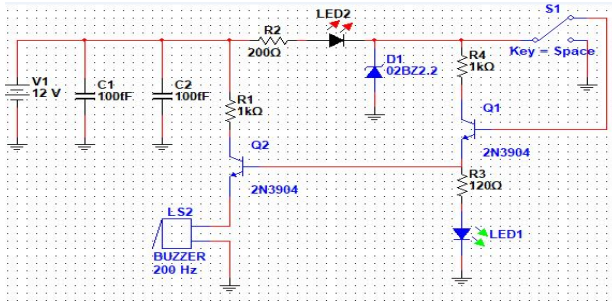 S1
LED2
R2
200Ω
Key = Space
D1
02BZ2.2
R4
1kΩ
V1
12 V
C1
100fF
C2
100fF
R1
1kΩ
Q1
2N3904
Q2
2N3904
R3
120Ω
LS2
LED1
BUZZER
200 Hz